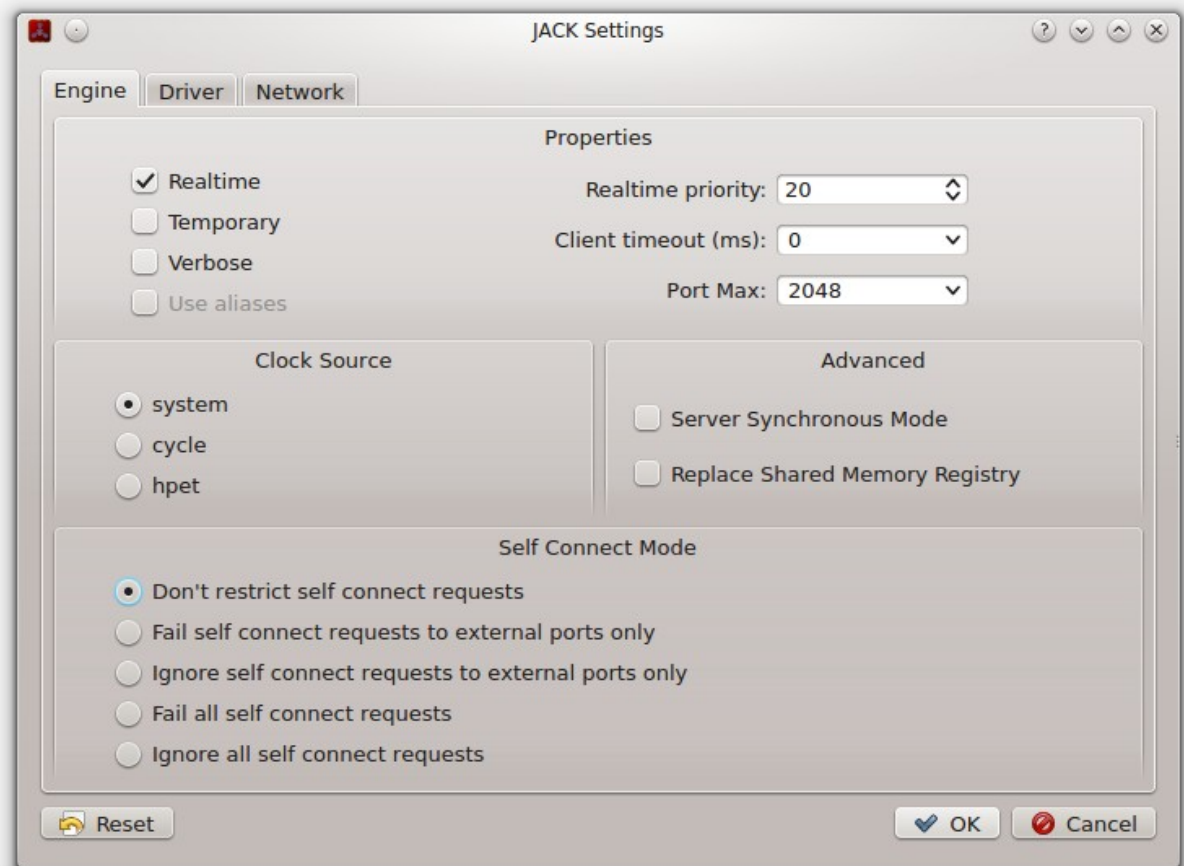 JACK Settings
Engine
Driver
Network
Properties
Realtime
Temporary
Verbose
Use aliases
Realtime priority: 20
Client timeout (ms): 0
Port Max: 2048
Clock Source
system
cycle
hpet
Advanced
Server Synchronous Mode
Replace Shared Memory Registry
Self Connect Mode
Don't restrict self connect requests
Fail self connect requests to external ports only
Ignore self connect requests to external ports only
Fail all self connect requests
Ignore all self connect requests
Reset
OK
Cancel